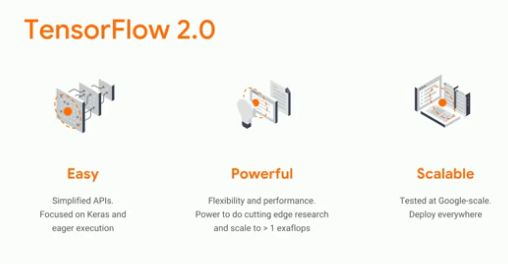 TensorFlow 2.0
Easy
Simplified APIs.
Focused on Keras and
eager execution
Powerful
Flexibility and performance.
Power to do cutting edge research
and scale to > 1 exaflops
Scalable
Tested at Google-scale.
Deploy everywhere